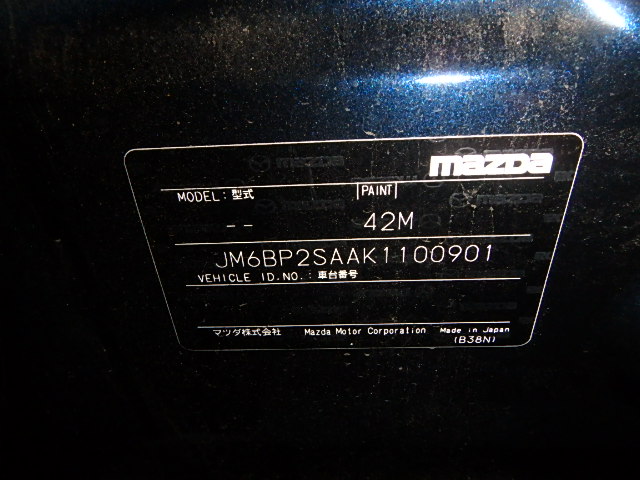 mazda
MODEL:型式 PAINT
-- 42M
JM6BP2SAAK1100901
VEHICLE ID.NO.:車台番号
マツダ株式会社 Mazda Motor Corporation Made in Japan
(B38N)